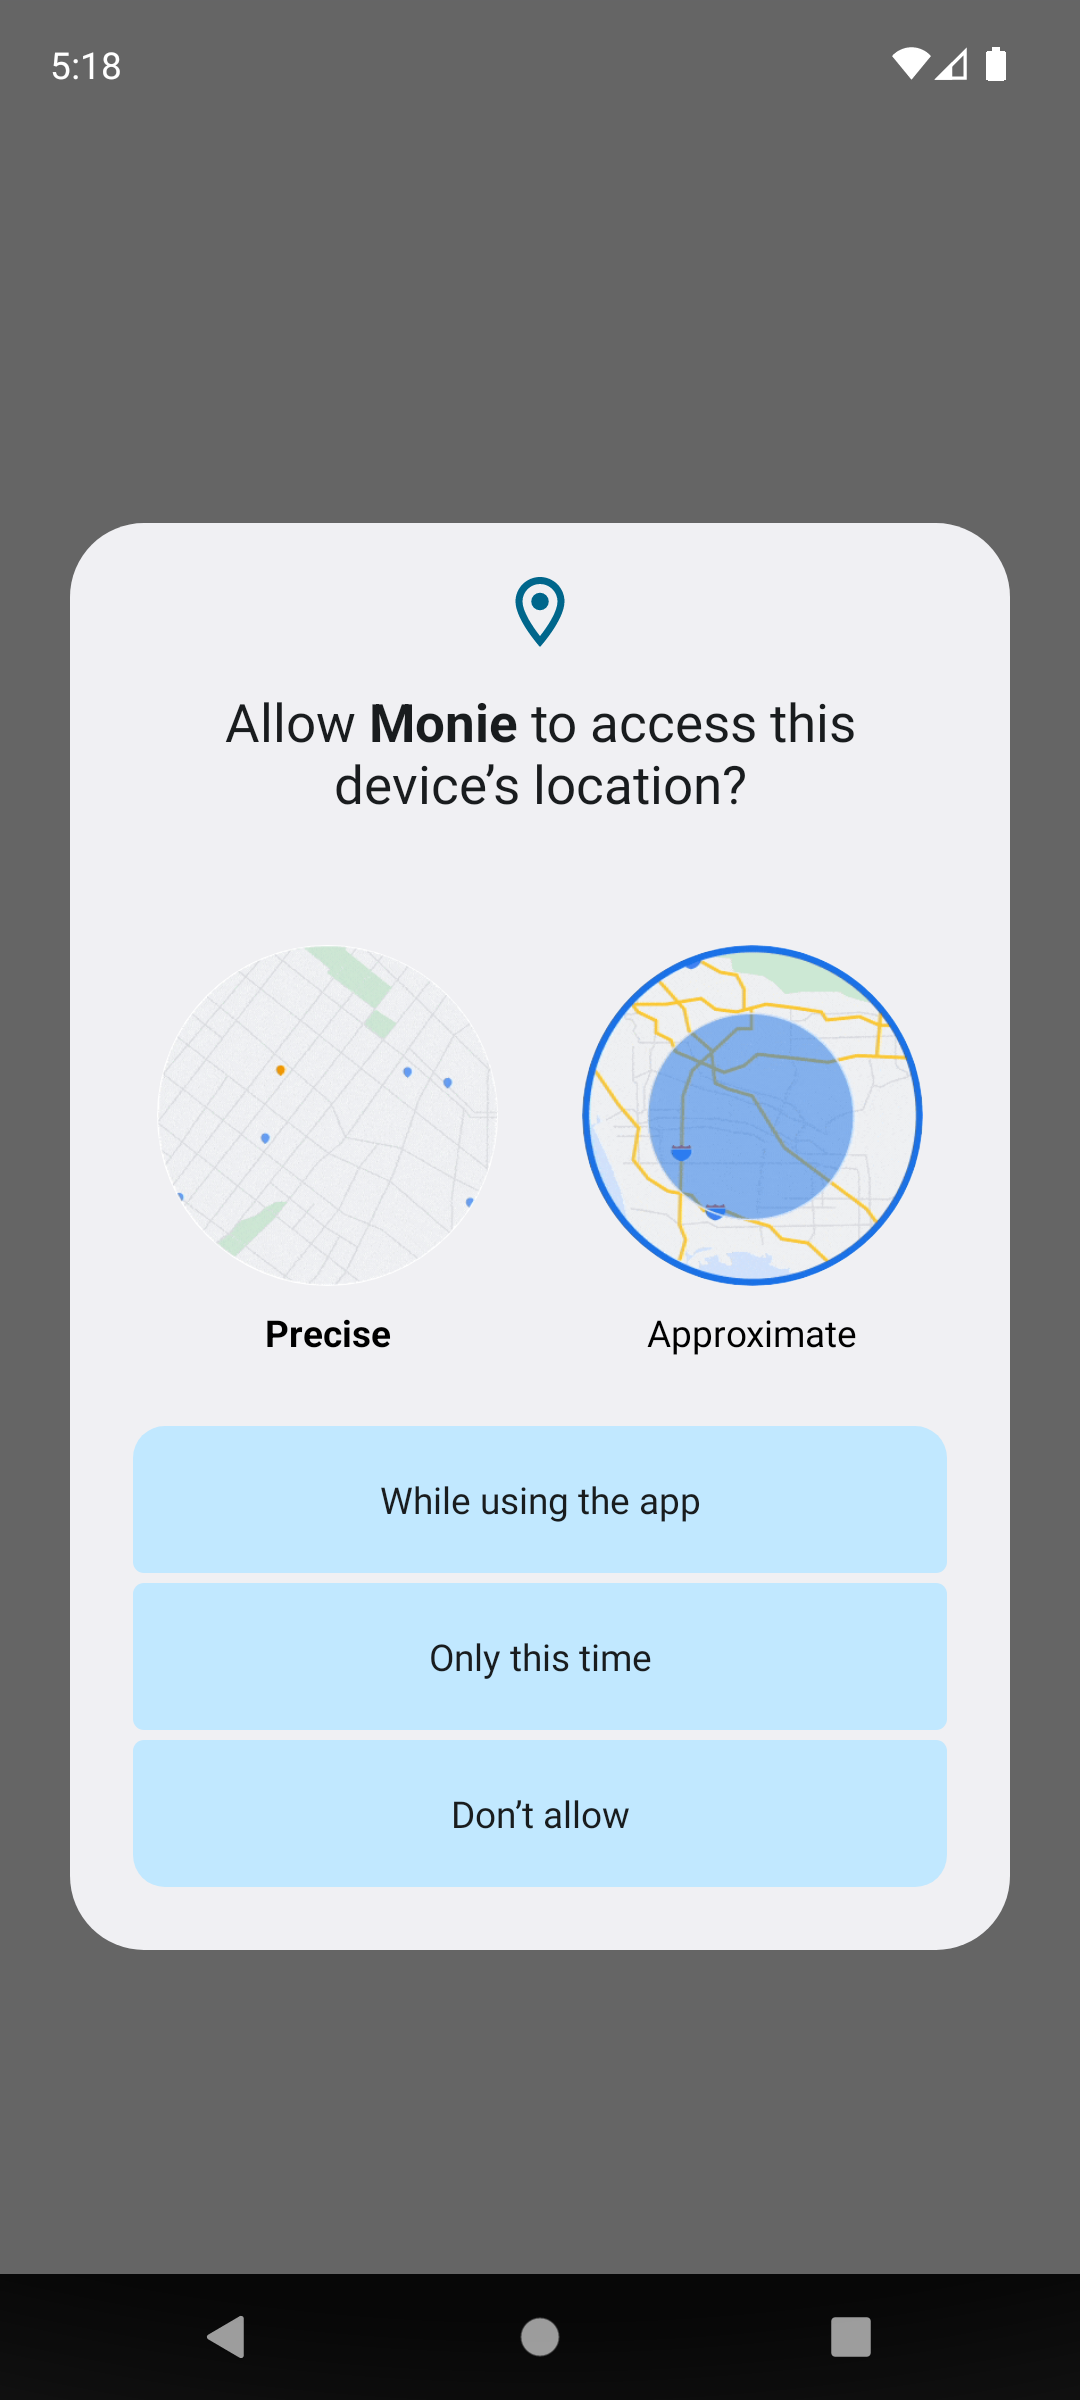 5:18
Allow Monie to access this
device’s location?
Precise
Approximate
While using the app
Only this time
Don’t allow